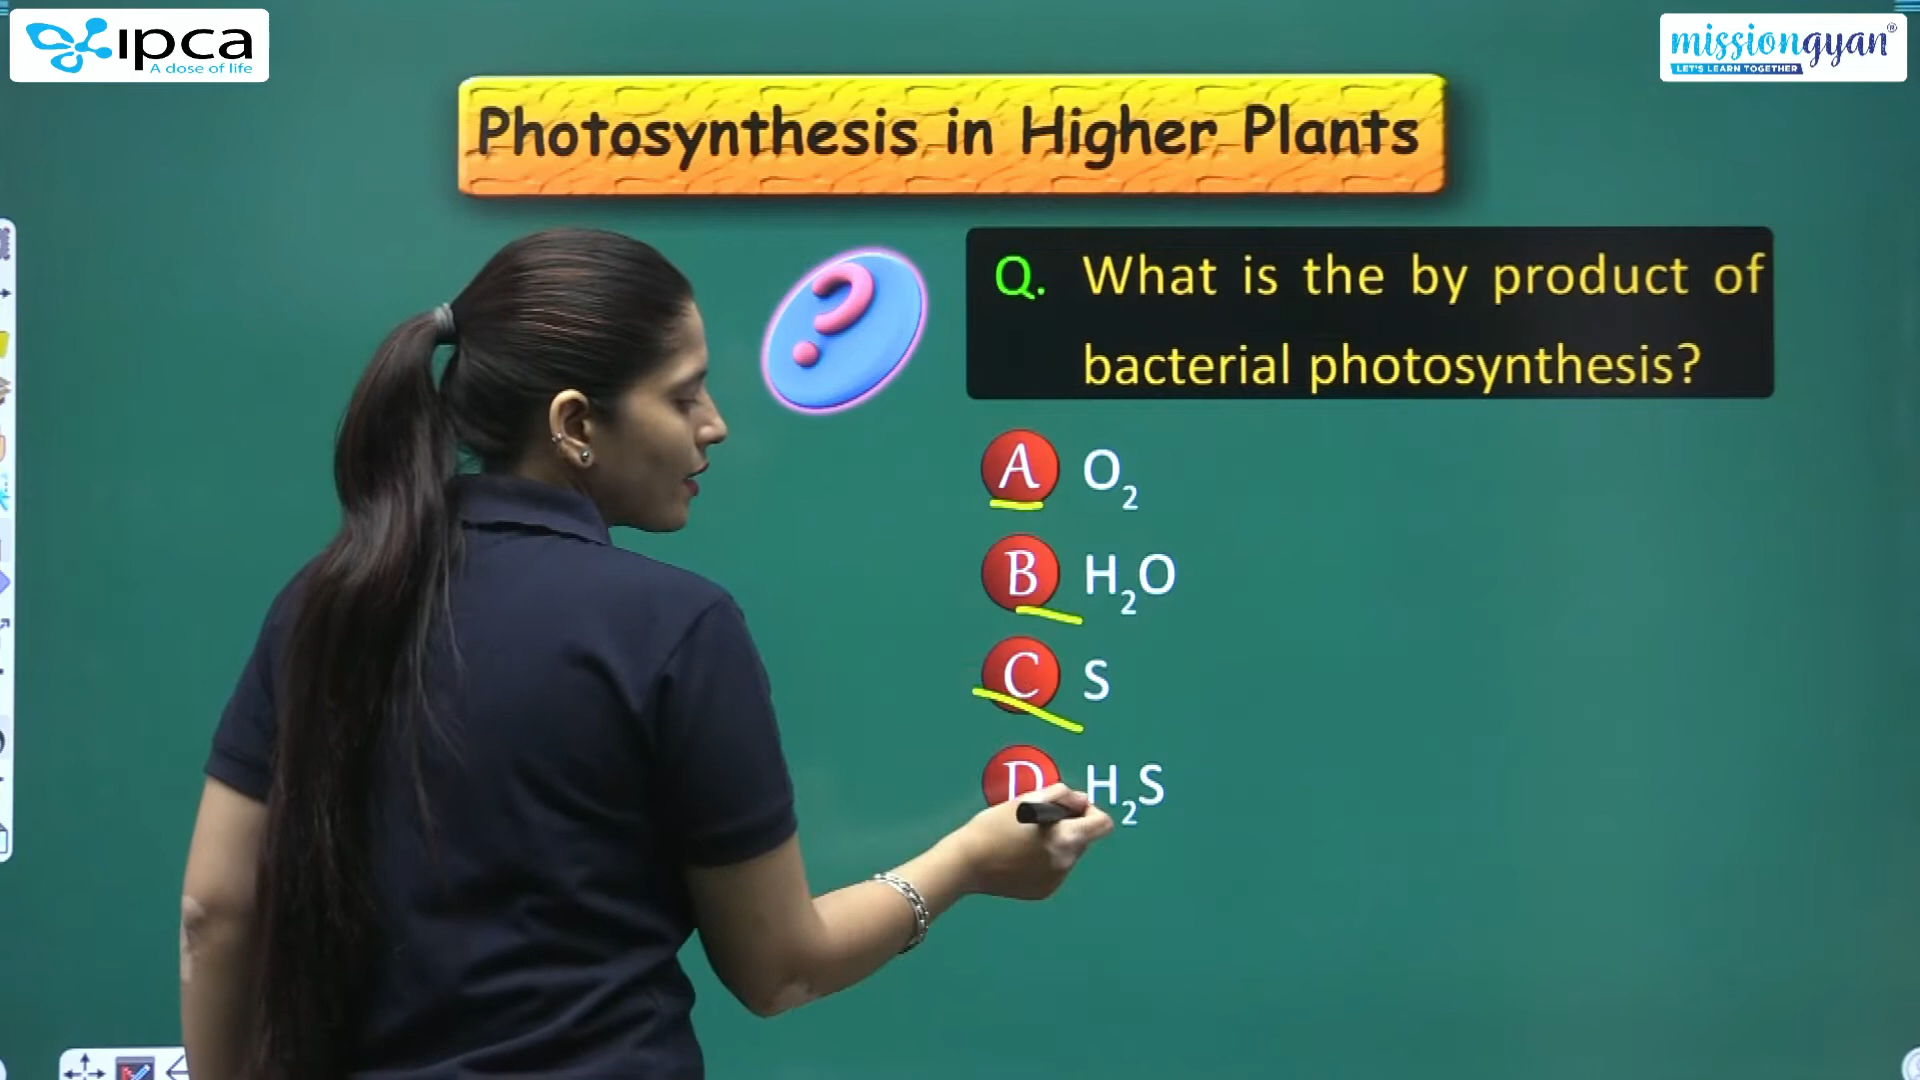 ipca
A dose of life
missiongyan®
LET'S LEARN TOGETHER
Photosynthesis in Higher Plants
Q. What is the by product of
bacterial photosynthesis?
A O₂
B H₂O
C S
D H₂S